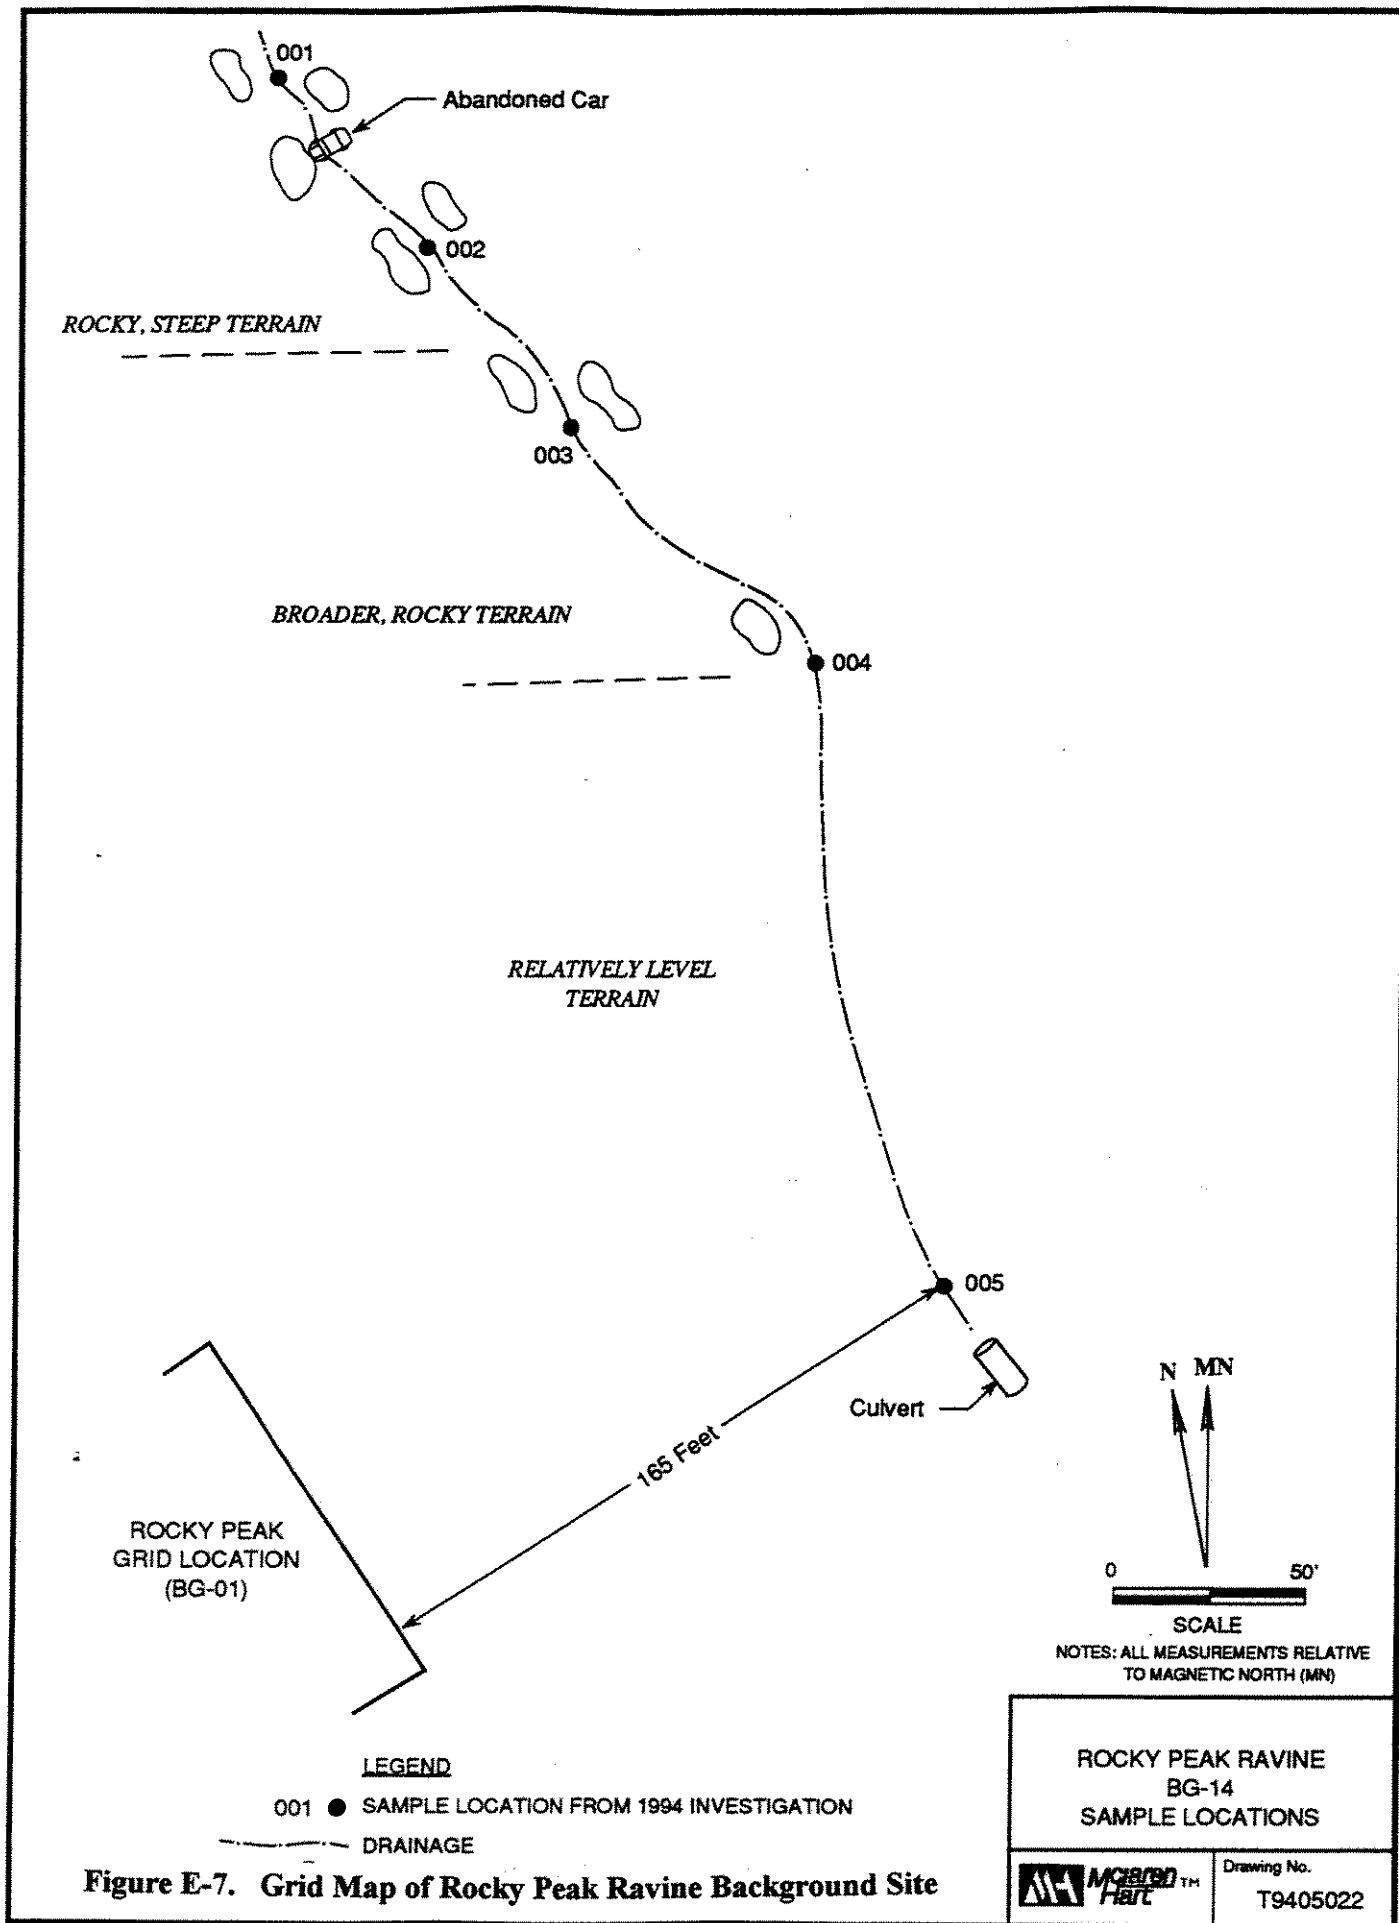 001
Abandoned Car
002
ROCKY, STEEP TERRAIN
003
BROADER, ROCKY TERRAIN
004
RELATIVELY LEVEL
TERRAIN
005
Culvert
165 Feet
N MN
ROCKY PEAK
GRID LOCATION
(BG-01)
0 50'
SCALE
NOTES: ALL MEASUREMENTS RELATIVE
TO MAGNETIC NORTH (MN)
LEGEND
001 SAMPLE LOCATION FROM 1994 INVESTIGATION
DRAINAGE
Figure E-7. Grid Map of Rocky Peak Ravine Background Site
ROCKY PEAK RAVINE
BG-14
SAMPLE LOCATIONS
McLaren TM
Hart
Drawing No.
T9405022